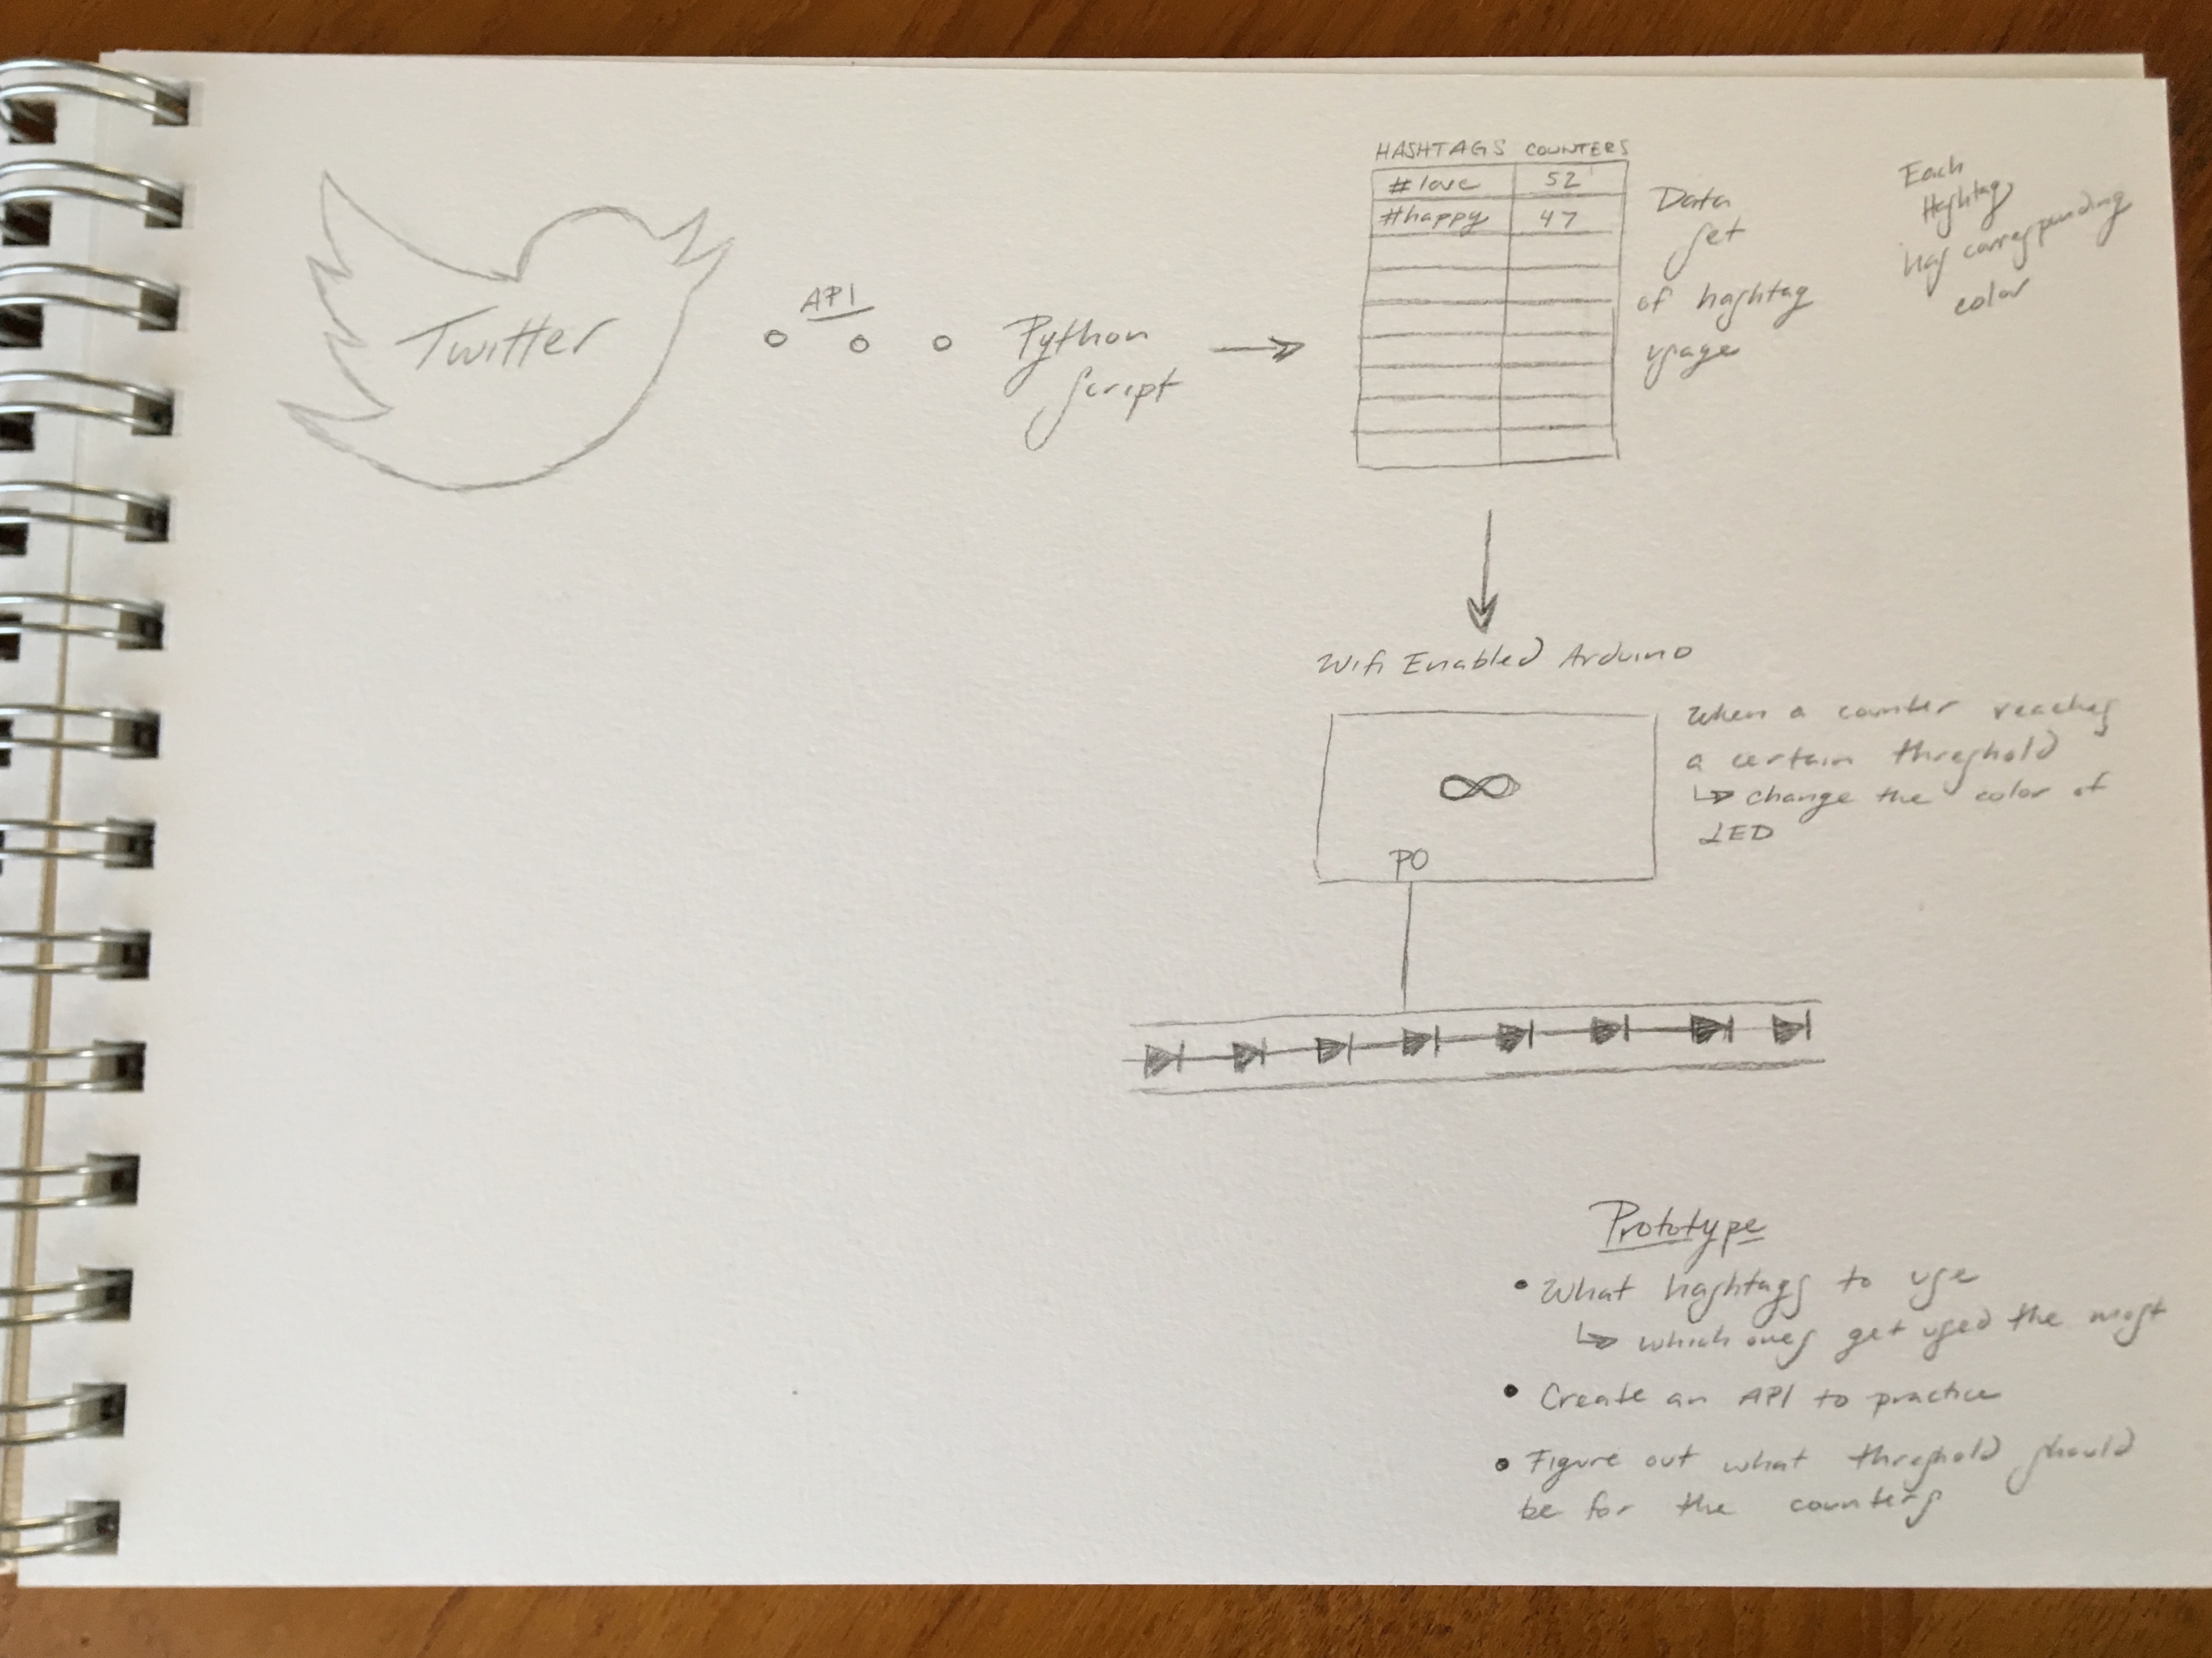 Twitter
API
Python
Script
HASHTAGS COUNTERS
#love 52
#happy 47
Data
set
of hashtag
usage
Each
Hashtag
has corresponding
color
Wifi Enabled Arduino
∞
PO
When a counter reaches
a certain threshold
↳ change the color of
LED
Prototype
• What hashtags to use
↳ which ones get used the most
• Create an API to practice
• Figure out what threshold should
be for the counters